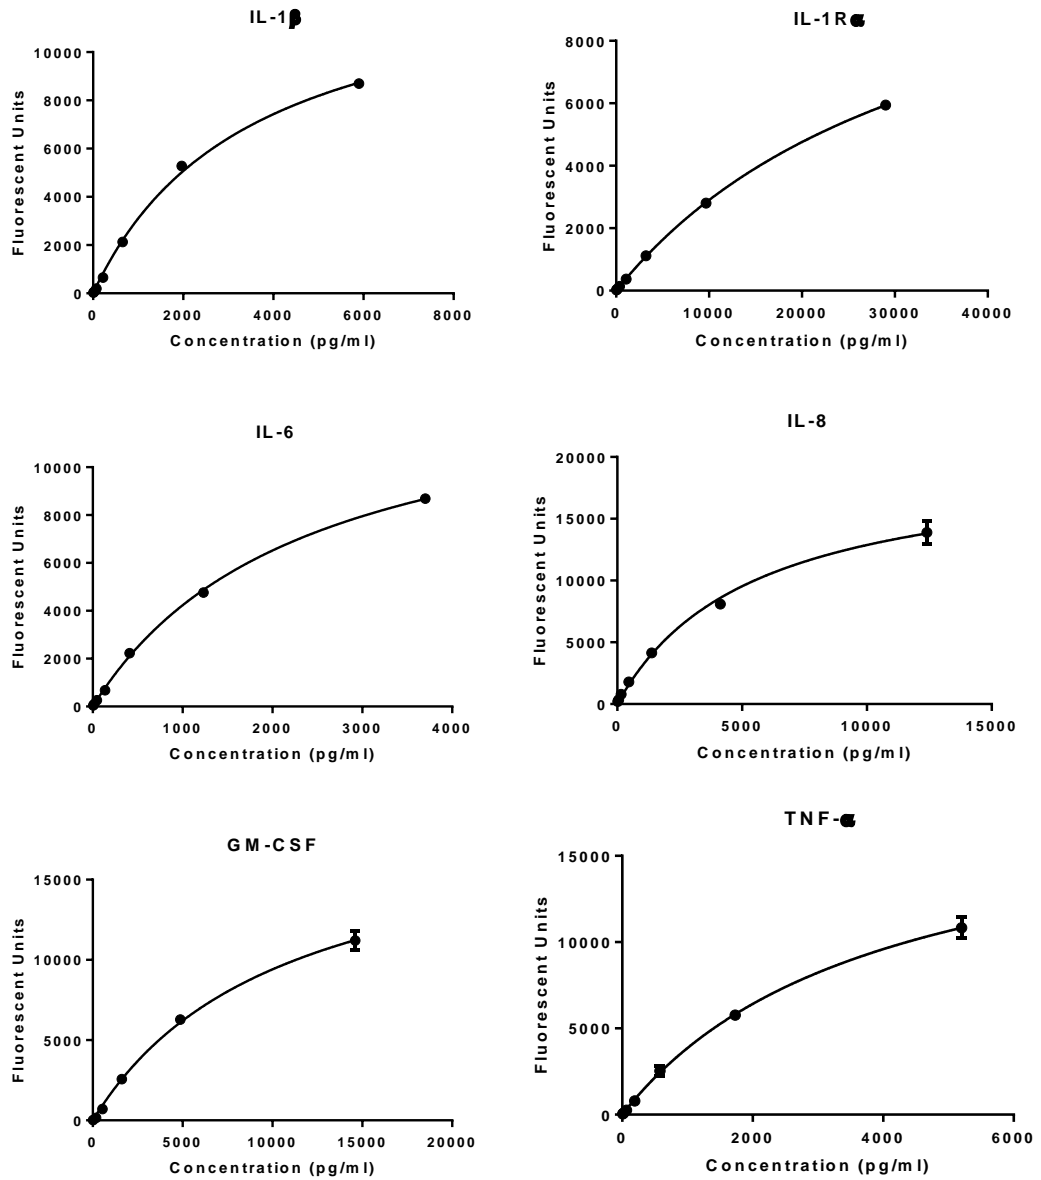 IL-1β
10000
8000
6000
4000
2000
0
Fluorescent Units
0 2000 4000 6000 8000
Concentration (pg/ml)
IL-1Rα
8000
6000
4000
2000
0
Fluorescent Units
0 10000 20000 30000 40000
Concentration (pg/ml)
IL-6
10000
8000
6000
4000
2000
0
Fluorescent Units
0 1000 2000 3000 4000
Concentration (pg/ml)
IL-8
20000
15000
10000
5000
0
Fluorescent Units
0 5000 10000 15000
Concentration (pg/ml)
GM-CSF
15000
10000
5000
0
Fluorescent Units
0 5000 10000 15000 20000
Concentration (pg/ml)
TNF-α
15000
10000
5000
0
Fluorescent Units
0 2000 4000 6000
Concentration (pg/ml)